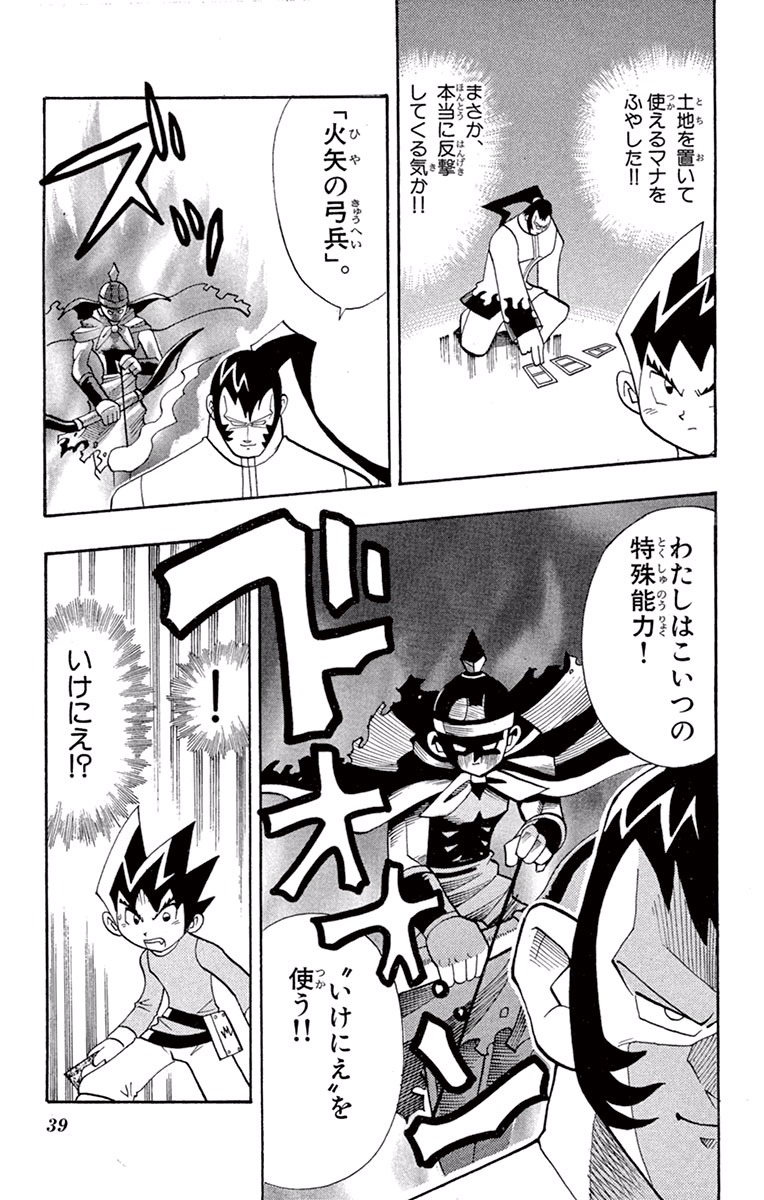 土地を置いて
使えるマナを
ふやした!!
まさか、
本当に反撃
してくる気か!!
「火矢の弓兵」。
ズズ
わたしはこいつの
特殊能力!
ドオオン
“いけにえ”を
使う!!
!
いけにえ!?
39